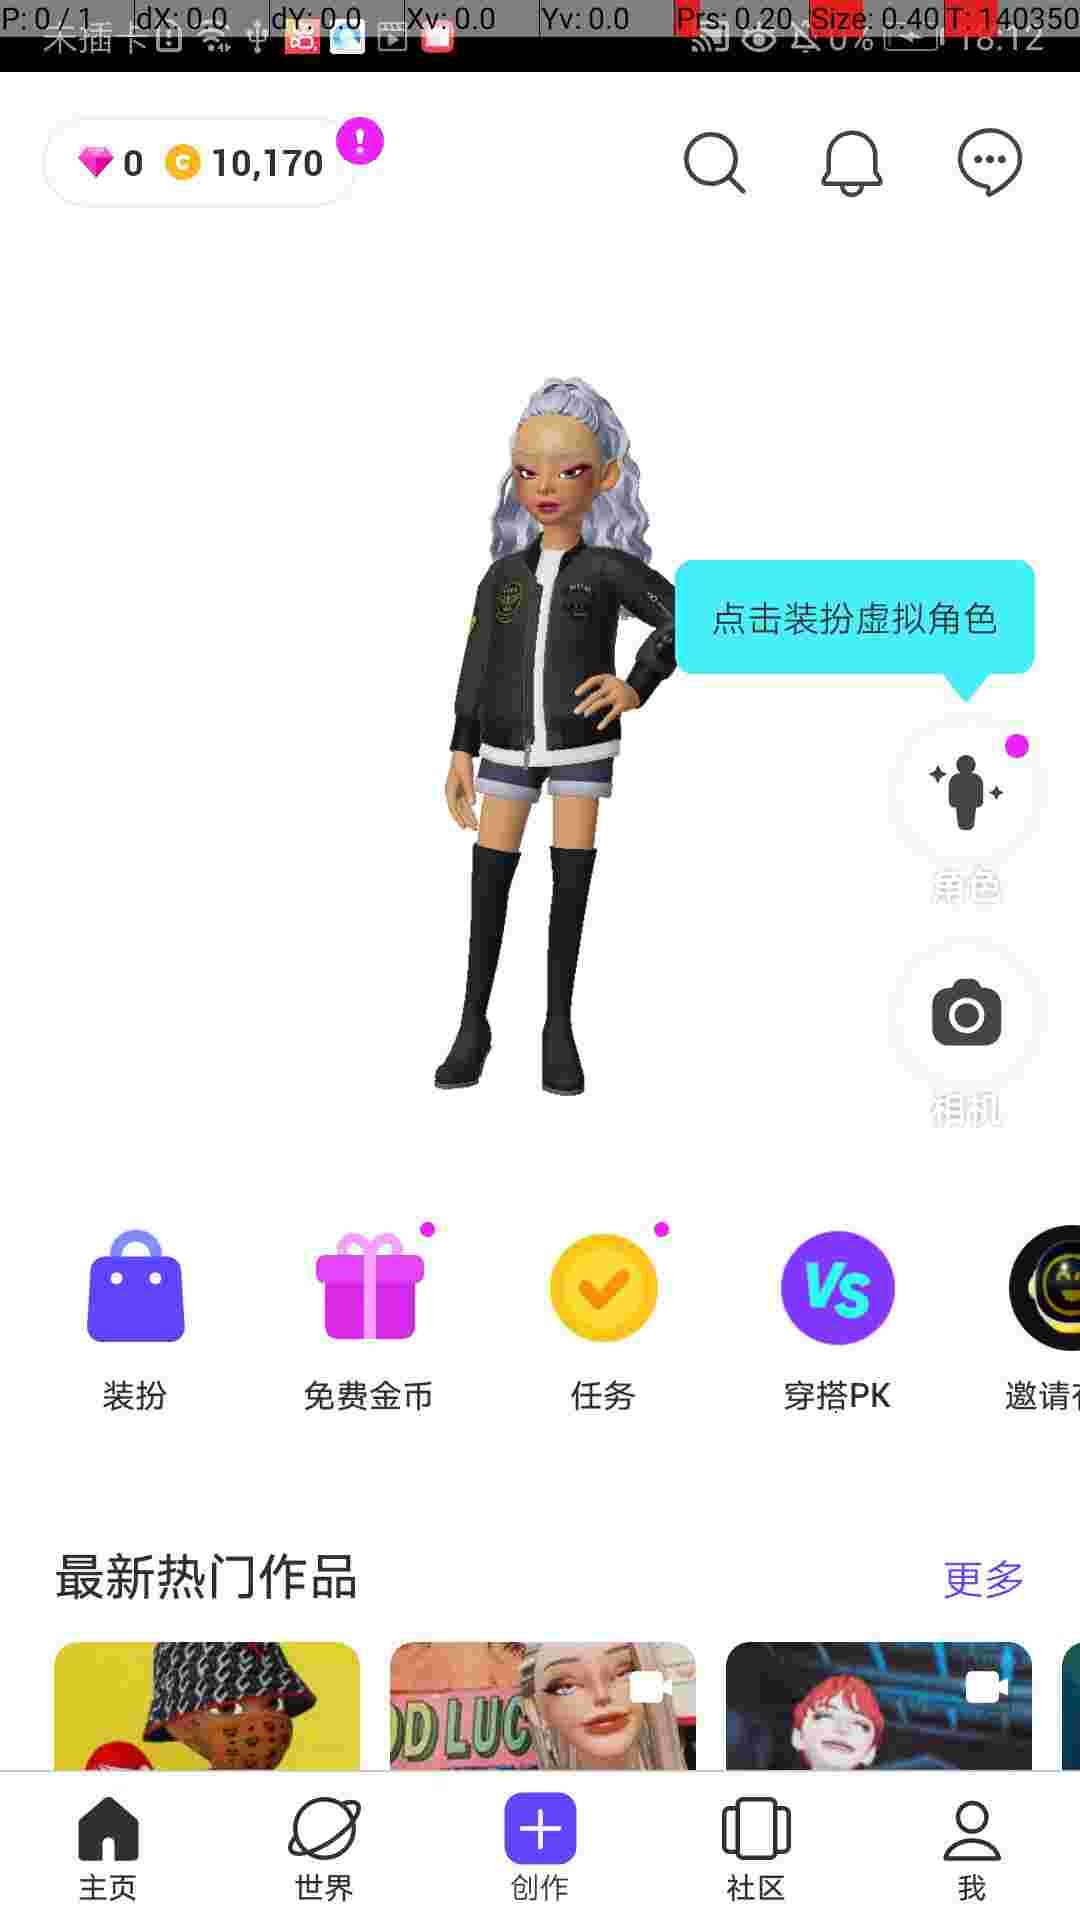 P: 0 / 1 dX: 0.0 dY: 0.0 Xv: 0.0 Yv: 0.0 Prs: 0.20 Size: 0.40 T: 140350
未插卡 0% 18:12
0 10,170
点击装扮虚拟角色
角色
相机
装扮 免费金币 任务 穿搭PK 邀请
最新热门作品 更多
主页 世界 创作 社区 我